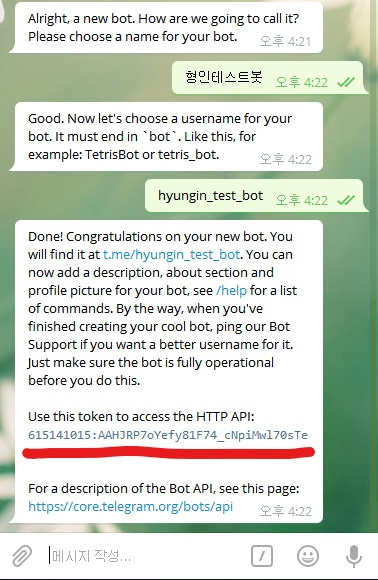 Alright, a new bot. How are we going to call it?
Please choose a name for your bot.
오후 4:21
형인테스트봇 오후 4:22
Good. Now let's choose a username for your
bot. It must end in `bot`. Like this, for
example: TetrisBot or tetris_bot.
오후 4:22
hyungin_test_bot 오후 4:22
Done! Congratulations on your new bot. You
will find it at t.me/hyungin_test_bot. You can
now add a description, about section and
profile picture for your bot, see /help for a list
of commands. By the way, when you've
finished creating your cool bot, ping our Bot
Support if you want a better username for it.
Just make sure the bot is fully operational
before you do this.
Use this token to access the HTTP API:
615141015:AAHJRP7oYefy81F74_cNpiMwl70sTe
For a description of the Bot API, see this page:
https://core.telegram.org/bots/api 오후 4:22
메시지 작성...